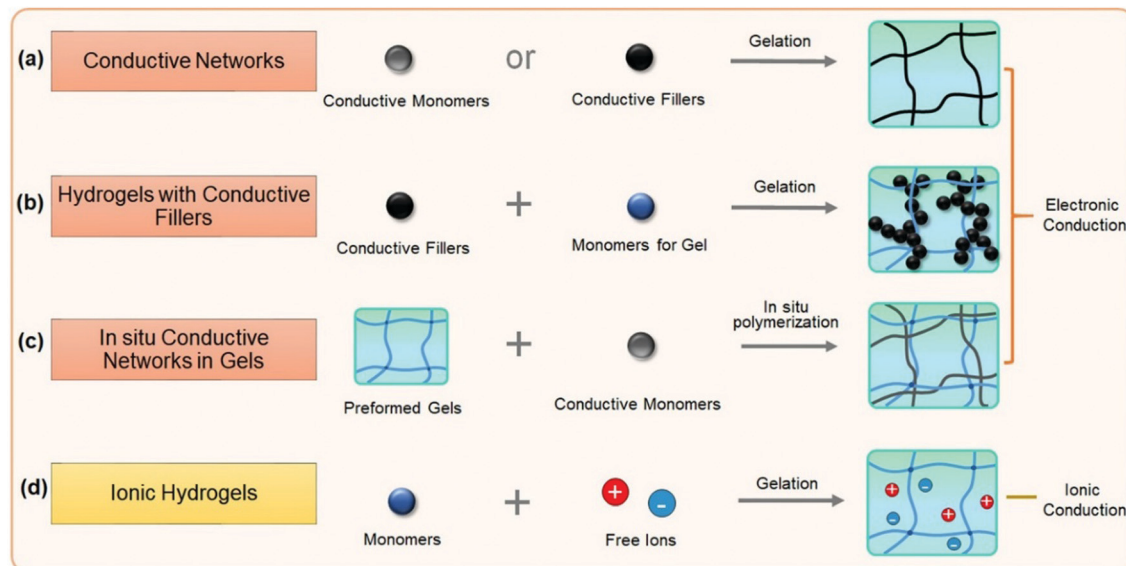 (a)
Conductive Networks
Conductive Monomers
or
Conductive Fillers
Gelation
(b)
Hydrogels with Conductive
Fillers
Conductive Fillers
+
Monomers for Gel
Gelation
Electronic
Conduction
(c)
In situ Conductive
Networks in Gels
Preformed Gels
+
Conductive Monomers
In situ
polymerization
(d)
Ionic Hydrogels
Monomers
+
+
-
Free Ions
Gelation
+
-
+
+
-
-
Ionic
Conduction